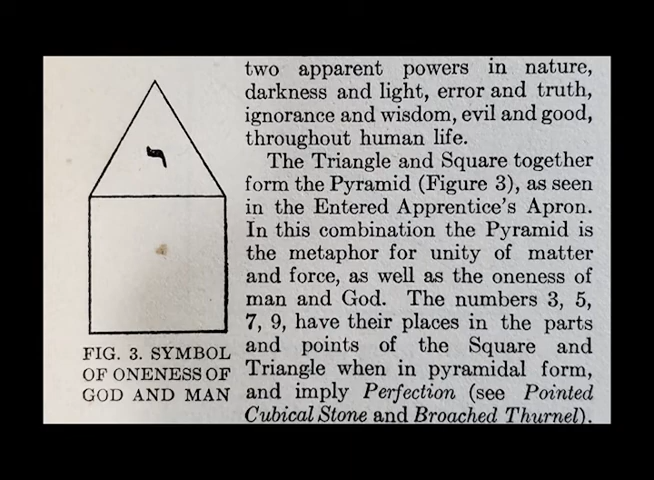 two apparent powers in nature,
darkness and light, error and truth,
ignorance and wisdom, evil and good,
throughout human life.
The Triangle and Square together
form the Pyramid (Figure 3), as seen
in the Entered Apprentice's Apron.
In this combination the Pyramid is
the metaphor for unity of matter
and force, as well as the oneness of
man and God. The numbers 3, 5,
7, 9, have their places in the parts
and points of the Square and
Triangle when in pyramidal form,
and imply Perfection (see Pointed
Cubical Stone and Broached Thurnel).
י
FIG. 3. SYMBOL
OF ONENESS OF
GOD AND MAN